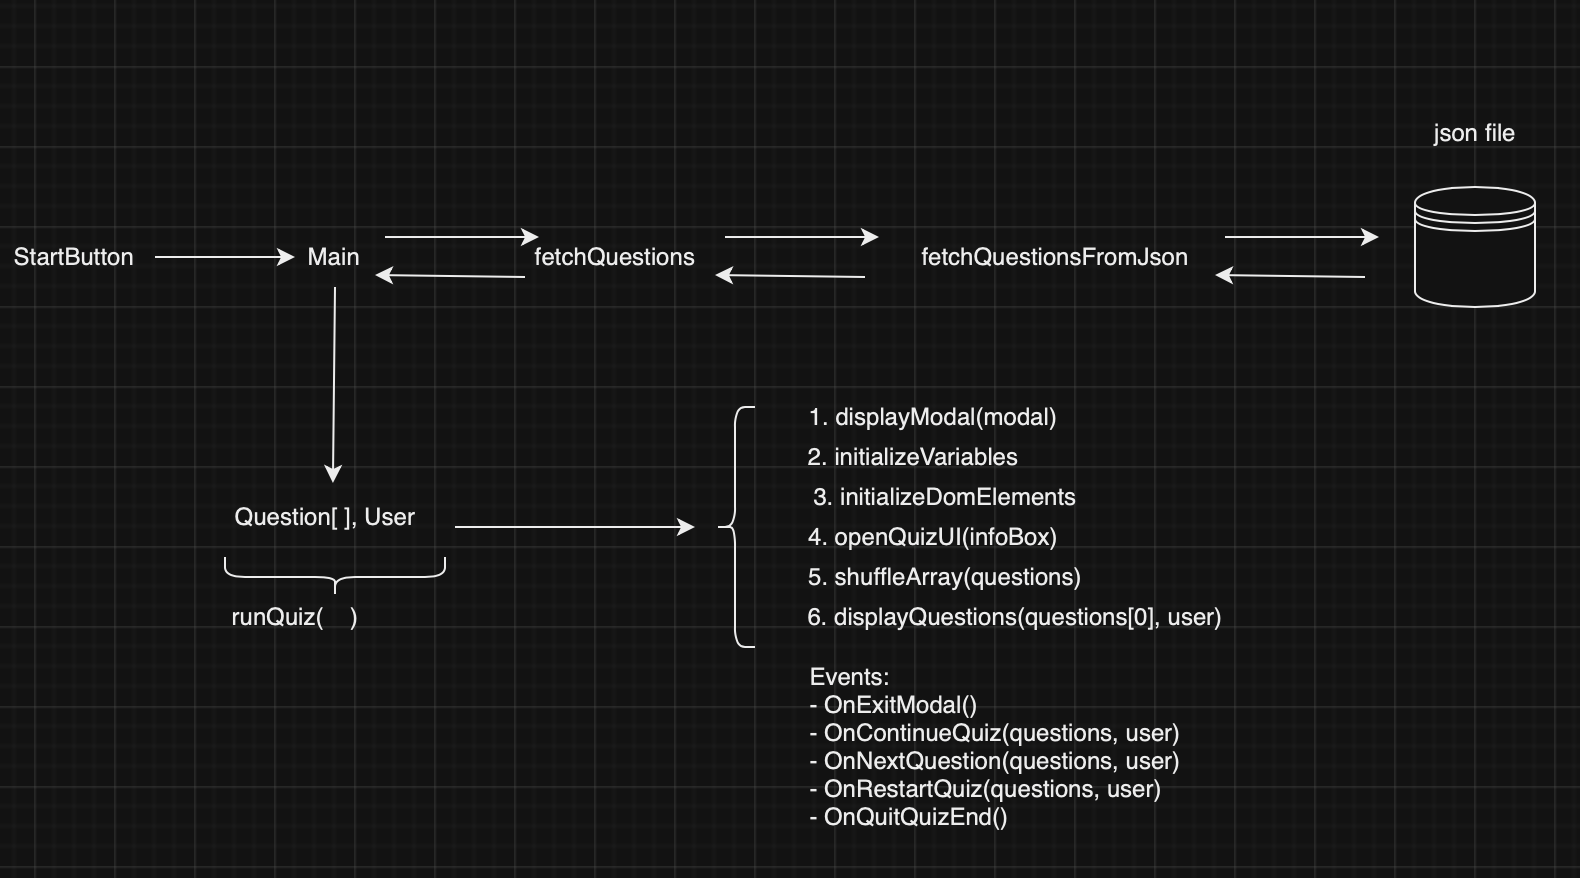 json file
StartButton
Main
fetchQuestions
fetchQuestionsFromJson
1. displayModal(modal)
2. initializeVariables
3. initializeDomElements
Question[ ], User
4. openQuizUI(infoBox)
5. shuffleArray(questions)
runQuiz(    )
6. displayQuestions(questions[0], user)
Events:
- OnExitModal()
- OnContinueQuiz(questions, user)
- OnNextQuestion(questions, user)
- OnRestartQuiz(questions, user)
- OnQuitQuizEnd()